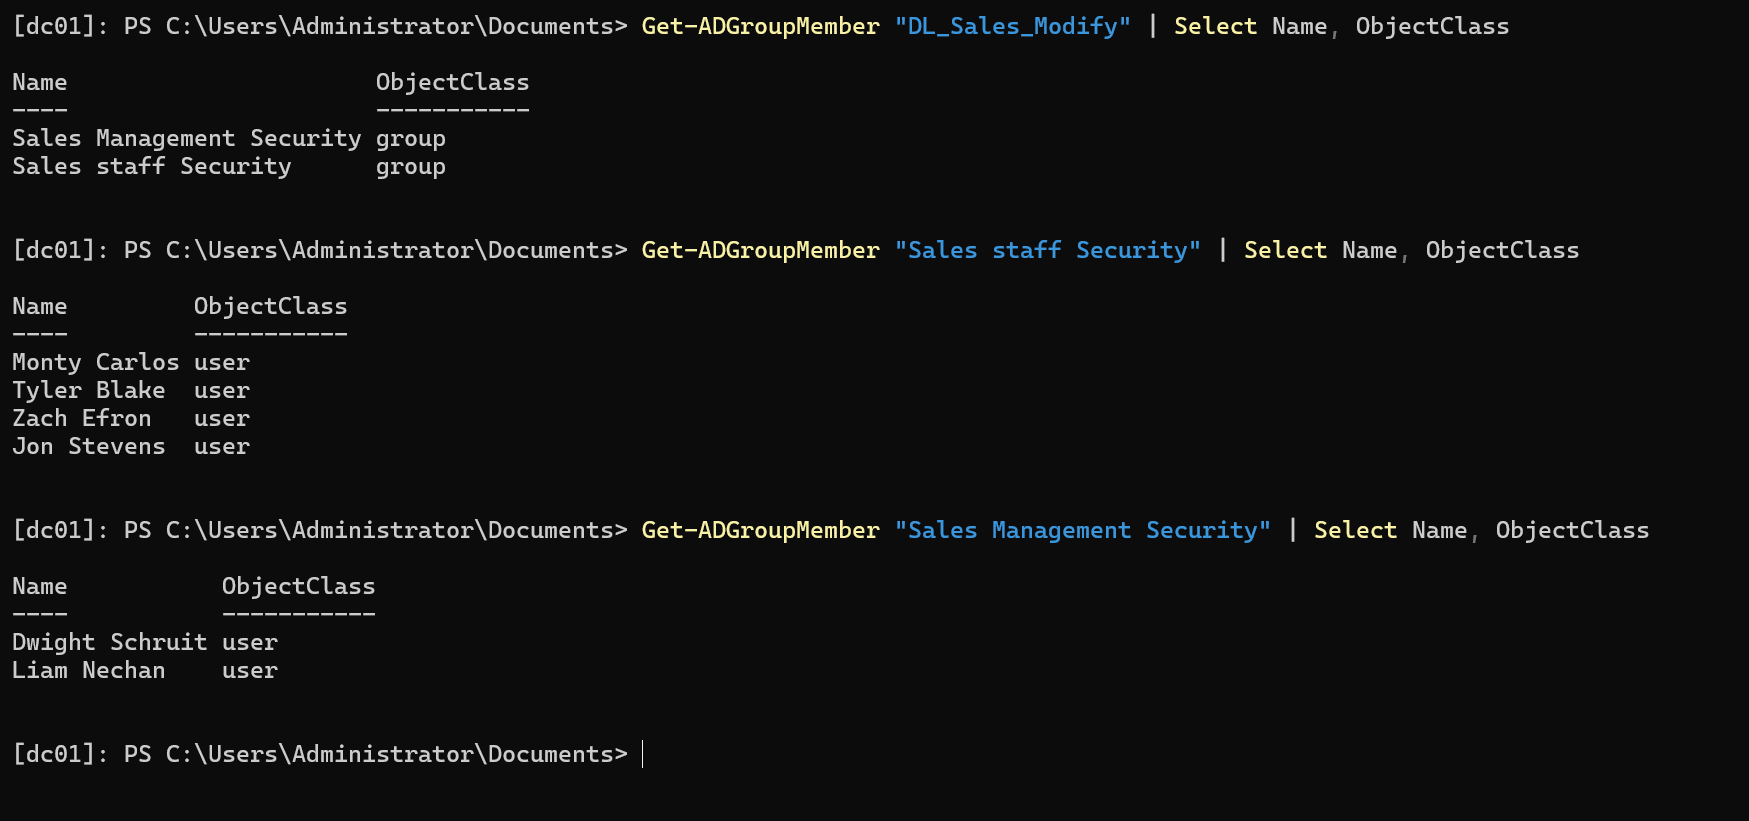 [dc01]: PS C:\Users\Administrator\Documents> Get-ADGroupMember "DL_Sales_Modify" | Select Name, ObjectClass
Name                      ObjectClass
----                      -----------
Sales Management Security group
Sales staff Security      group
[dc01]: PS C:\Users\Administrator\Documents> Get-ADGroupMember "Sales staff Security" | Select Name, ObjectClass
Name         ObjectClass
----         -----------
Monty Carlos user
Tyler Blake  user
Zach Efron   user
Jon Stevens  user
[dc01]: PS C:\Users\Administrator\Documents> Get-ADGroupMember "Sales Management Security" | Select Name, ObjectClass
Name           ObjectClass
----           -----------
Dwight Schruit user
Liam Nechan    user
[dc01]: PS C:\Users\Administrator\Documents>